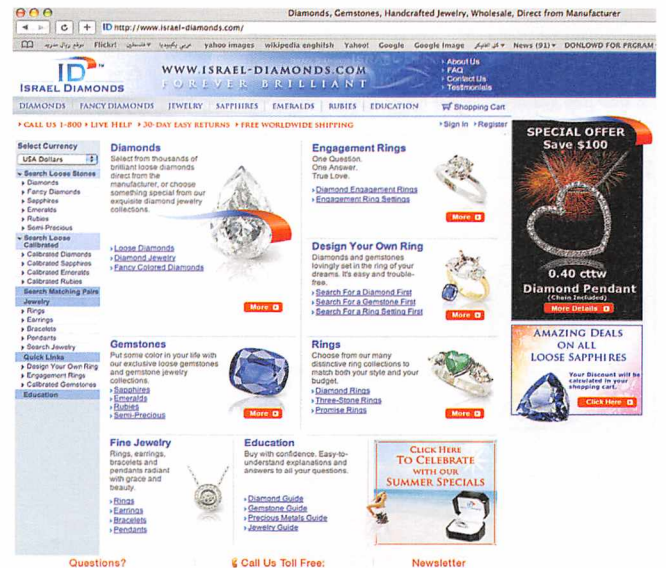 Diamonds, Gemstones, Handcrafted Jewelry, Wholesale, Direct from Manufacturer
ID http://www.israel-diamonds.com/
Flickr! yahoo images wikipedia enghilsh Yahoo! Google Google Image News (91) DONLOWD FOR PRGRAM
ID™
ISRAEL DIAMONDS
WWW.ISRAEL-DIAMONDS.COM
FOREVER BRILLIANT
About Us
FAQ
Contact Us
Testimonials
DIAMONDS FANCY DIAMONDS JEWELRY SAPPHIRES EMERALDS RUBIES EDUCATION Shopping Cart
CALL US 1-800 LIVE HELP 30-DAY EASY RETURNS FREE WORLDWIDE SHIPPING Sign In Register
Select Currency
USA Dollars
Search Loose Stones
Diamonds
Fancy Diamonds
Sapphires
Emeralds
Rubies
Semi-Precious
Search Loose
Calibrated
Calibrated Diamonds
Calibrated Sapphires
Calibrated Emeralds
Calibrated Rubies
Search Matching Pairs
Jewelry
Rings
Earrings
Bracelets
Pendants
Search Jewelry
Quick Links
Design Your Own Ring
Engagement Rings
Calibrated Gemstones
Education
Diamonds
Select from thousands of
brilliant loose diamonds
direct from the
manufacturer, or choose
something special from our
exquisite diamond jewelry
collections.
Loose Diamonds
Diamond Jewelry
Fancy Colored Diamonds
More
Engagement Rings
One Question.
One Answer.
True Love.
Diamond Engagement Rings
Engagement Ring Settings
More
Design Your Own Ring
Diamonds and gemstones
lovingly set in the ring of your
dreams. It's easy and trouble-
free.
Search For a Diamond First
Search For a Gemstone First
Search For a Ring Setting First
More
Gemstones
Put some color in your life with
our exclusive loose gemstones
and gemstone jewelry
collections.
Sapphires
Emeralds
Rubies
Semi-Precious
More
Rings
Choose from our many
distinctive ring collections to
match both your style and your
budget.
Diamond Rings
Three-Stone Rings
Promise Rings
More
Fine Jewelry
Rings, earrings,
bracelets and
pendants radiant
with grace and
beauty.
Rings
Earrings
Bracelets
Pendants
Education
Buy with confidence. Easy-to-
understand explanations and
answers to all your questions.
Diamond Guide
Gemstone Guide
Precious Metals Guide
Jewelry Guide
CLICK HERE
TO CELEBRATE
WITH OUR
SUMMER SPECIALS
SPECIAL OFFER
Save $100
0.40 cttw
Diamond Pendant
(Chain Included)
More Details
AMAZING DEALS
ON ALL
LOOSE SAPPHIRES
Your Discount will be
calculated in your
shopping cart.
Click Here
Questions? Call Us Toll Free: Newsletter